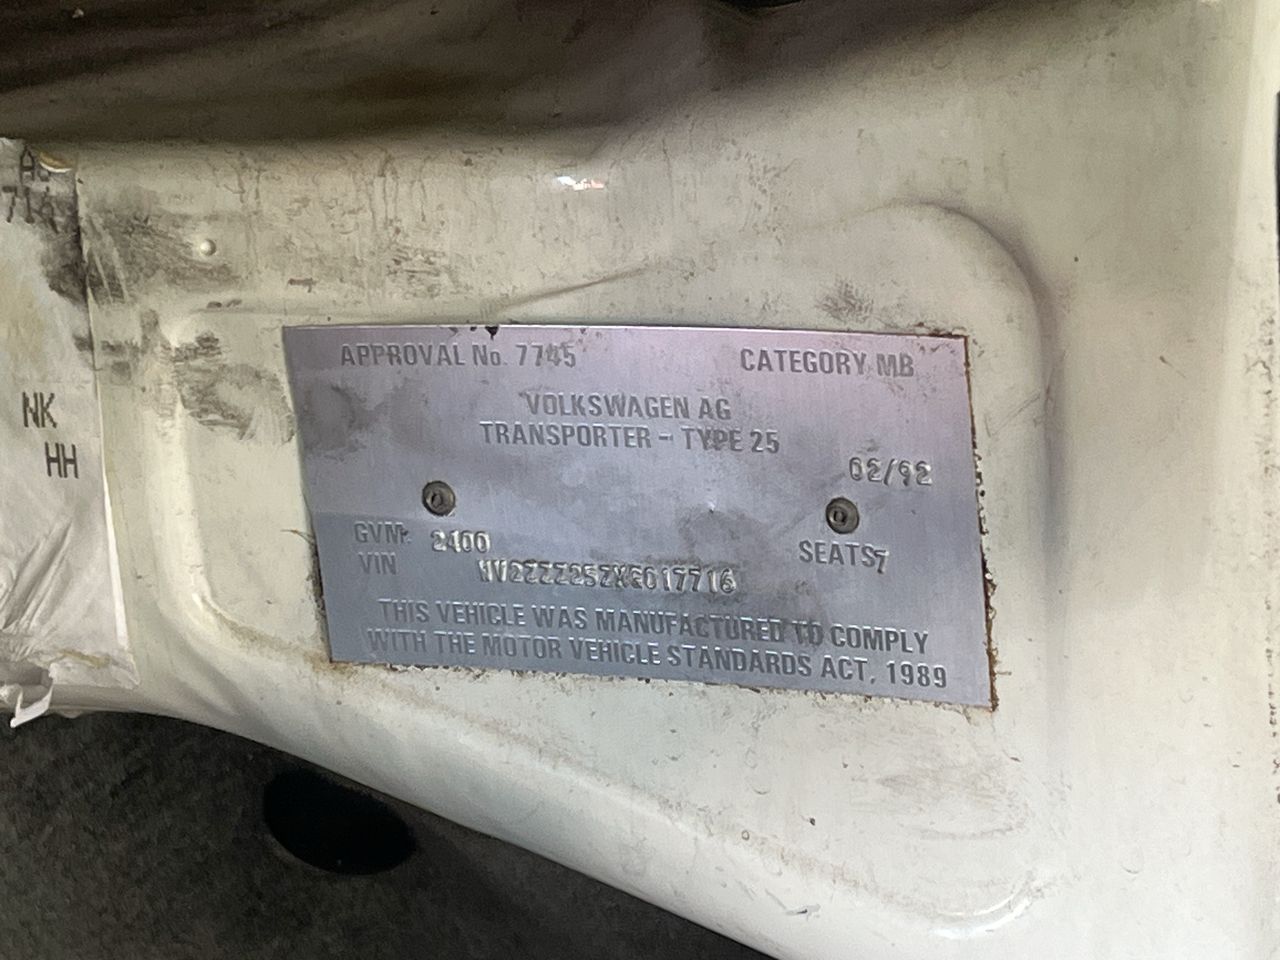 NK
HH
APPROVAL No. 7745 CATEGORY MB
VOLKSWAGEN AG
TRANSPORTER - TYPE 25
02/92
GVM: 2400 SEATS 7
VIN WV2ZZZ25ZXG017716
THIS VEHICLE WAS MANUFACTURED TO COMPLY
WITH THE MOTOR VEHICLE STANDARDS ACT, 1989